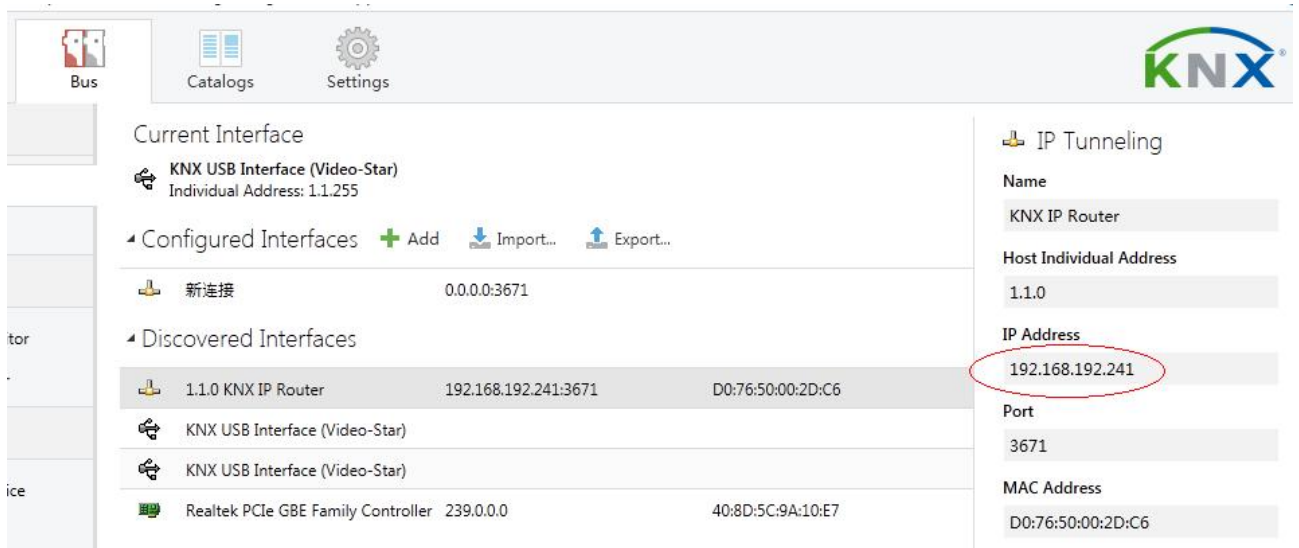 Bus
Catalogs
Settings
KNX
Current Interface
KNX USB Interface (Video-Star)
Individual Address: 1.1.255
Configured Interfaces Add Import... Export...
新连接 0.0.0.0:3671
Discovered Interfaces
1.1.0 KNX IP Router 192.168.192.241:3671 D0:76:50:00:2D:C6
KNX USB Interface (Video-Star)
KNX USB Interface (Video-Star)
Realtek PCIe GBE Family Controller 239.0.0.0 40:8D:5C:9A:10:E7
tor
ice
IP Tunneling
Name
KNX IP Router
Host Individual Address
1.1.0
IP Address
192.168.192.241
Port
3671
MAC Address
D0:76:50:00:2D:C6